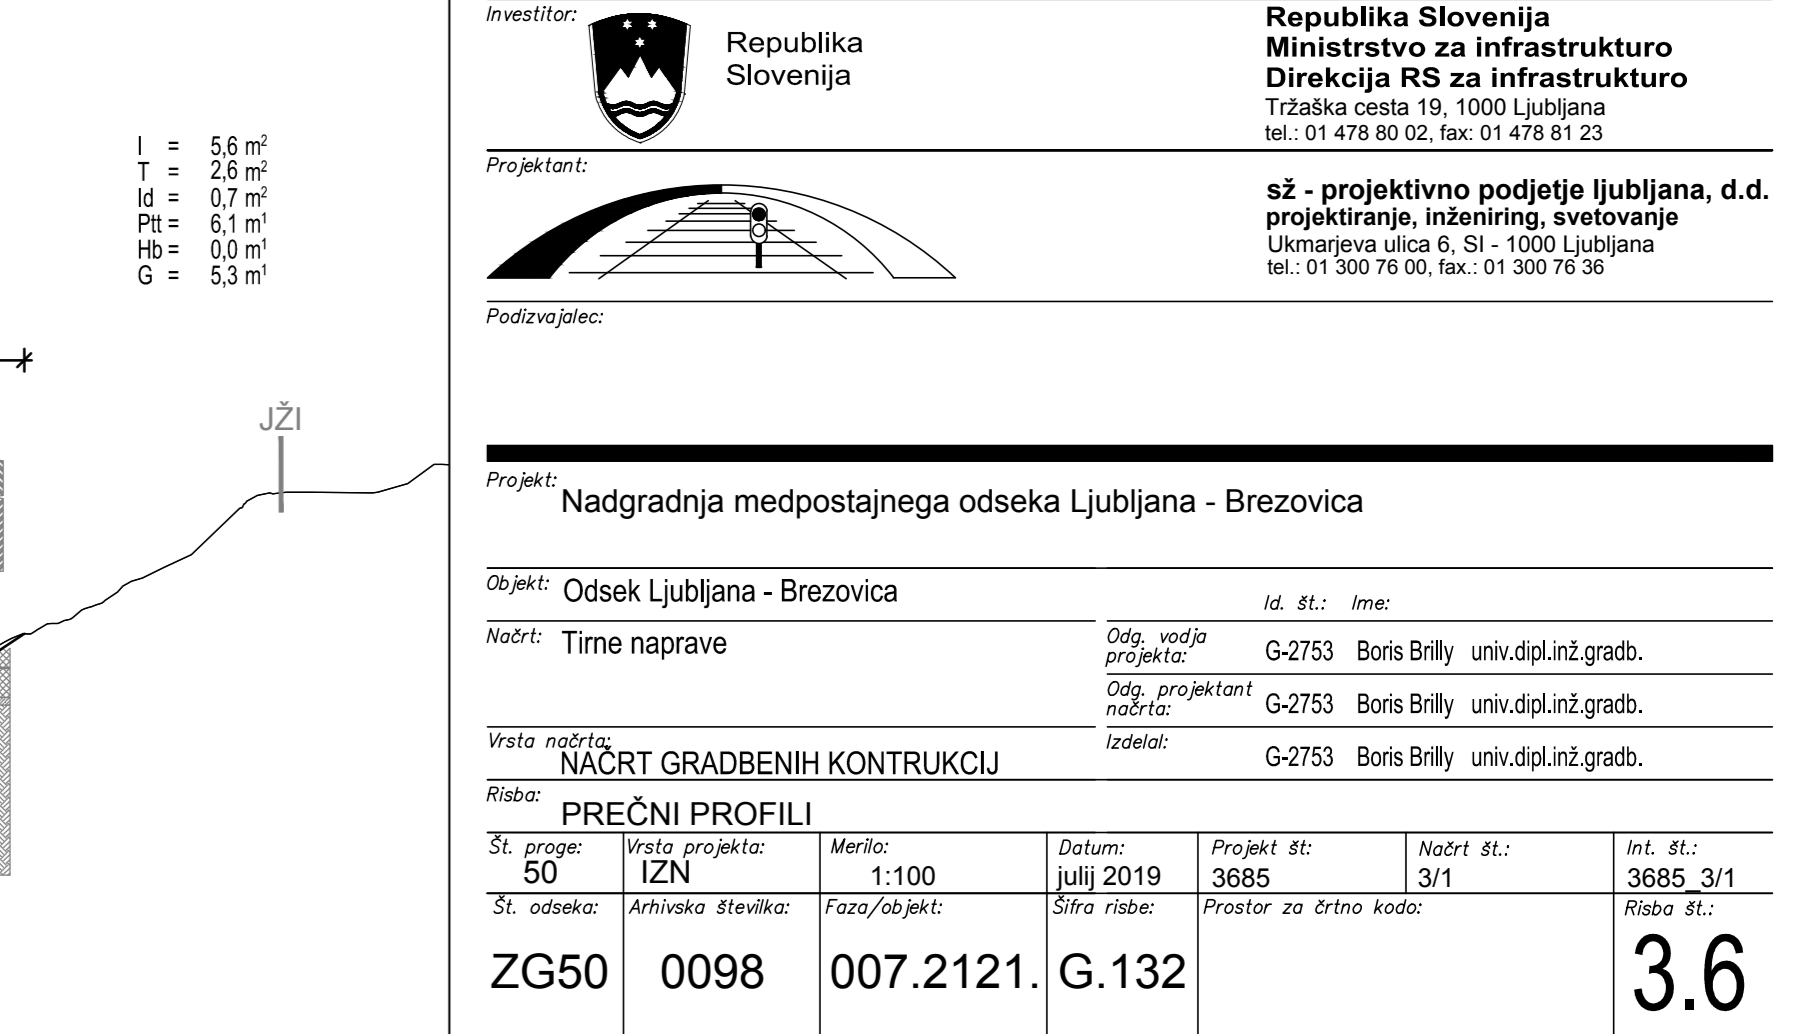 I = 5,6 m²
T = 2,6 m²
Id = 0,7 m²
Ptt = 6,1 m¹
Hb = 0,0 m¹
G = 5,3 m¹
JŽI
Investitor:
Republika
Slovenija
Republika Slovenija
Ministrstvo za infrastrukturo
Direkcija RS za infrastrukturo
Tržaška cesta 19, 1000 Ljubljana
tel.: 01 478 80 02, fax: 01 478 81 23
Projektant:
sž - projektivno podjetje ljubljana, d.d.
projektiranje, inženiring, svetovanje
Ukmarjeva ulica 6, SI - 1000 Ljubljana
tel.: 01 300 76 00, fax.: 01 300 76 36
Podizvajalec:
Projekt:
Nadgradnja medpostajnega odseka Ljubljana - Brezovica
Objekt: Odsek Ljubljana - Brezovica
Id. št.: Ime:
Načrt: Tirne naprave
Odg. vodja
projekta: G-2753 Boris Brilly univ.dipl.inž.gradb.
Odg. projektant
načrta: G-2753 Boris Brilly univ.dipl.inž.gradb.
Vrsta načrta:
NAČRT GRADBENIH KONTRUKCIJ
Izdelal: G-2753 Boris Brilly univ.dipl.inž.gradb.
Risba:
PREČNI PROFILI
Št. proge: Vrsta projekta: Merilo: Datum: Projekt št: Načrt št.: Int. št.:
50 IZN 1:100 julij 2019 3685 3/1 3685_3/1
Št. odseka: Arhivska številka: Faza/objekt: Šifra risbe: Prostor za črtno kodo: Risba št.:
ZG50 0098 007.2121. G.132 3.6